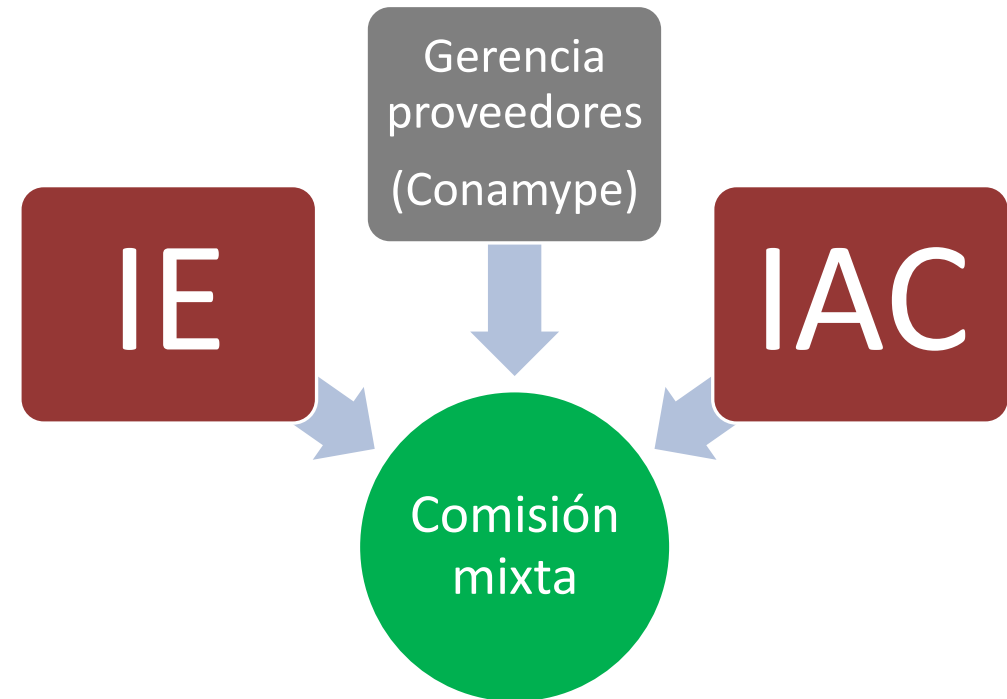 Gerencia
proveedores
(Conamype)
IE
IAC
Comisión
mixta